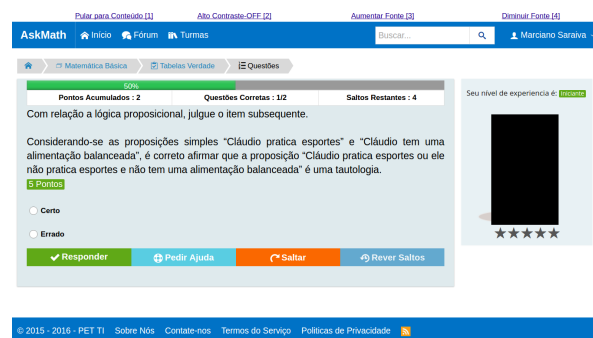 Pular para Conteúdo [1] Alto Contraste-OFF [2] Aumentar Fonte [3] Diminuir Fonte [4]
AskMath Início Fórum Turmas Buscar... Marciano Saraiva
Matemática Básica Tabelas Verdade Questões
50%
Pontos Acumulados : 2 Questões Corretas : 1/2 Saltos Restantes : 4
Seu nível de experiencia é: Iniciante
Com relação a lógica proposicional, julgue o item subsequente.
Considerando-se as proposições simples “Cláudio pratica esportes” e “Cláudio tem uma
alimentação balanceada”, é correto afirmar que a proposição “Cláudio pratica esportes ou ele
não pratica esportes e não tem uma alimentação balanceada” é uma tautologia.
5 Pontos
Certo
Errado
Responder Pedir Ajuda Saltar Rever Saltos
© 2015 - 2016 - PET TI Sobre Nós Contate-nos Termos do Serviço Politicas de Privacidade